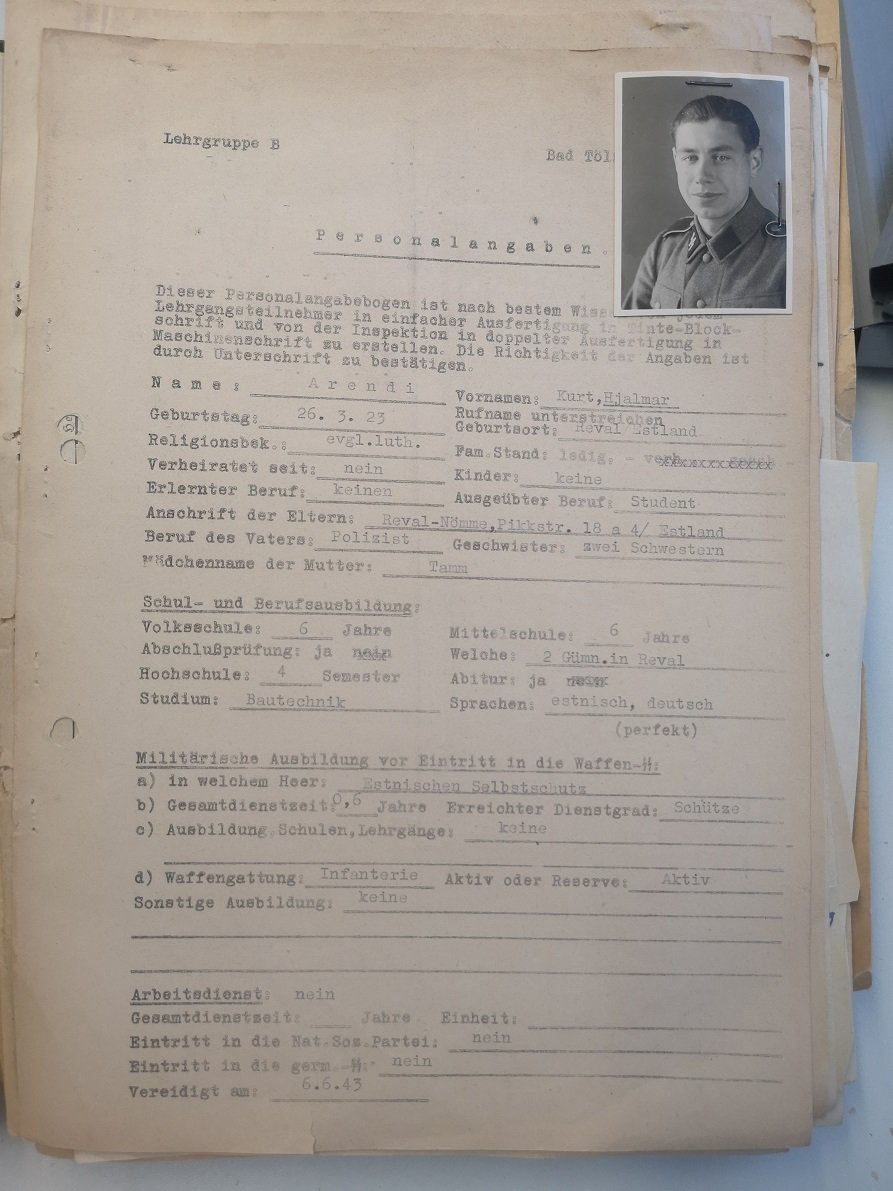 Lehrgruppe B
Bad Töl
Personalangaben.
Dieser Personalangabebogen ist nach bestem Wiss jedem
Lehrgangsteilnehmer in einfacher Ausfertigung in Tinte-Block-
schrift und von der Inspektion in doppelter Ausfertigung in
Maschinenschrift zu erstellen. Die Richtigkeit der Angaben ist
durch Unterschrift zu bestätigen.
Name: Arendi Vornamen: Kurt,Hjalmar
Rufname unterstreichen
Geburtstag: 26. 3. 23 Geburtsort: Reval/Estland
Religionsbek.: evgl.luth. Fam.Stand: ledig. - verh.
Verheiratet seit: nein Kinder: keine
Erlernter Beruf: keinen Ausgeübter Beruf: Student
Anschrift der Eltern: Reval-Nömme,Pikkstr. 18 a 4/ Estland
Beruf des Vaters: Polizist Geschwister: zwei Schwestern
Mädchenname der Mutter: Tamm
Schul- und Berufsausbildung:
Volksschule: 6 Jahre Mittelschule: 6 Jahre
Abschlußprüfung: ja nein Welche: 2 Gümn.in Reval
Hochschule: 4 Semester Abitur: ja nein
Studium: Bautechnik Sprachen: estnisch, deutsch
(perfekt)
Militärische Ausbildung vor Eintritt in die Waffen-ᛋᛋ:
a) in welchem Heer: Estnischen Selbstschutz
b) Gesamtdienstzeit: 0,6 Jahre Erreichter Dienstgrad: Schütze
c) Ausbildung,Schulen,Lehrgänge: keine
d) Waffengattung: Infanterie Aktiv oder Reserve: Aktiv
Sonstige Ausbildung: keine
Arbeitsdienst: nein
Gesamtdienstzeit: Jahre Einheit:
Eintritt in die Nat.Soz.Partei: nein
Eintritt in die germ.-ᛋᛋ: nein
Vereidigt am: 6.6.43